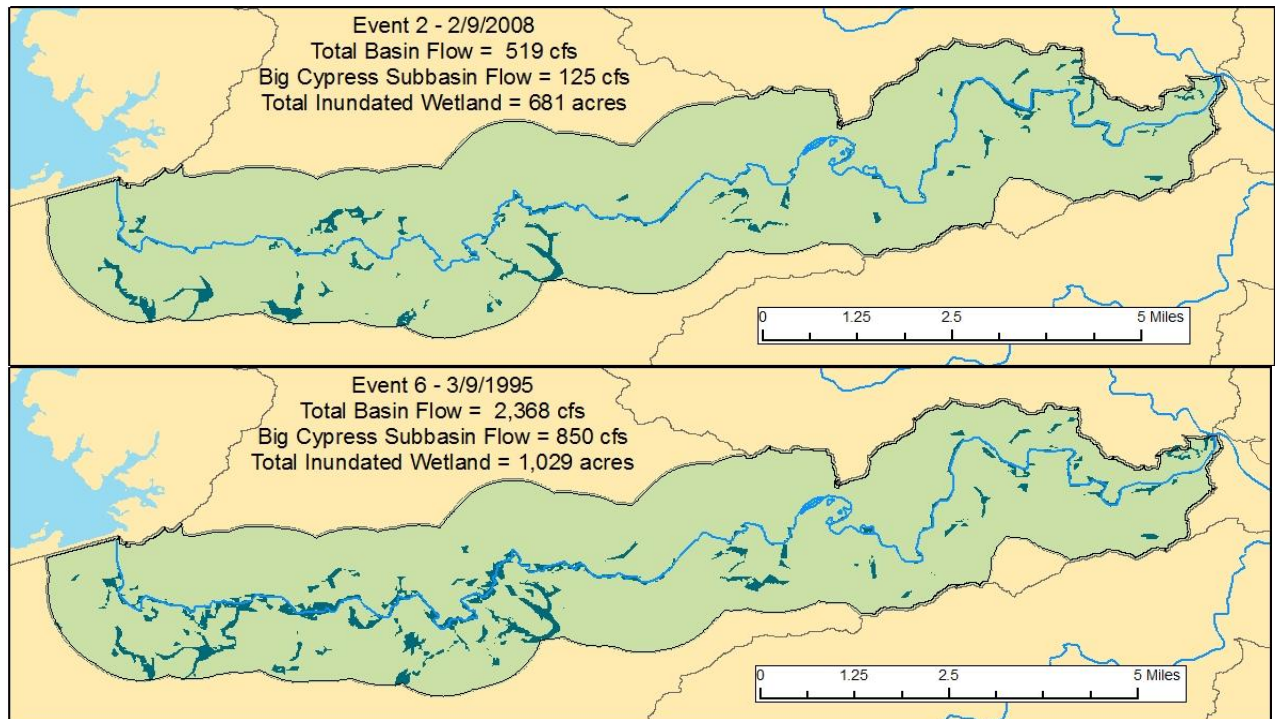 Event 2 - 2/9/2008
Total Basin Flow = 519 cfs
Big Cypress Subbasin Flow = 125 cfs
Total Inundated Wetland = 681 acres
0 1.25 2.5 5 Miles
Event 6 - 3/9/1995
Total Basin Flow = 2,368 cfs
Big Cypress Subbasin Flow = 850 cfs
Total Inundated Wetland = 1,029 acres
0 1.25 2.5 5 Miles